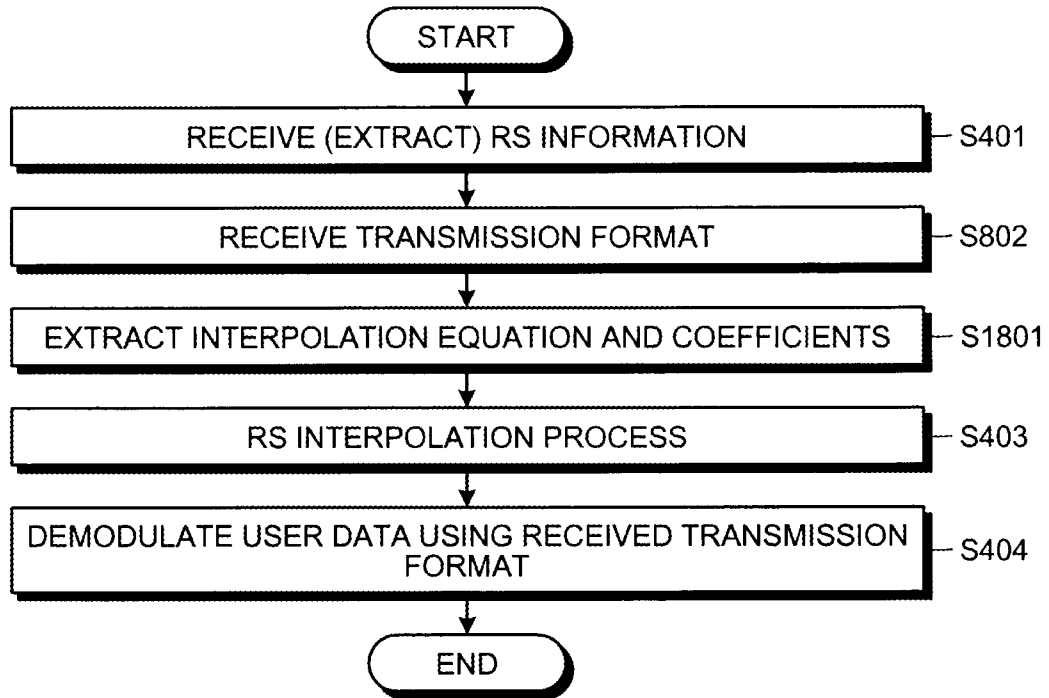 START
RECEIVE (EXTRACT) RS INFORMATION
S401
RECEIVE TRANSMISSION FORMAT
S802
EXTRACT INTERPOLATION EQUATION AND COEFFICIENTS
S1801
RS INTERPOLATION PROCESS
S403
DEMODULATE USER DATA USING RECEIVED TRANSMISSION
FORMAT
S404
END